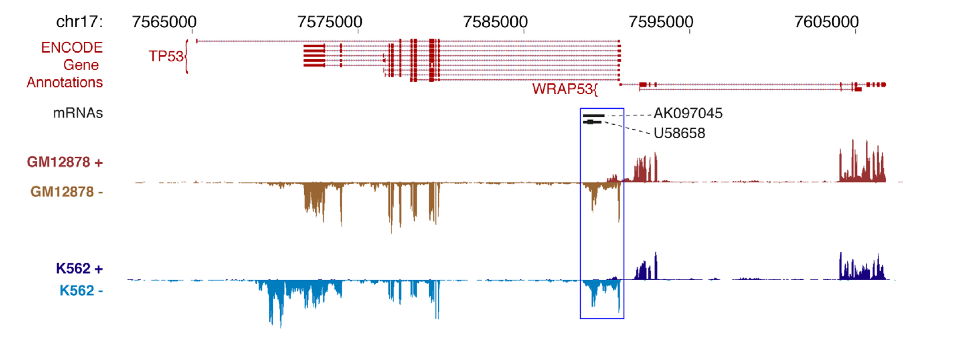 chr17: 7565000 7575000 7585000 7595000 7605000
ENCODE
Gene
Annotations
TP53{
WRAP53{
mRNAs
AK097045
U58658
GM12878 +
GM12878 -
K562 +
K562 -